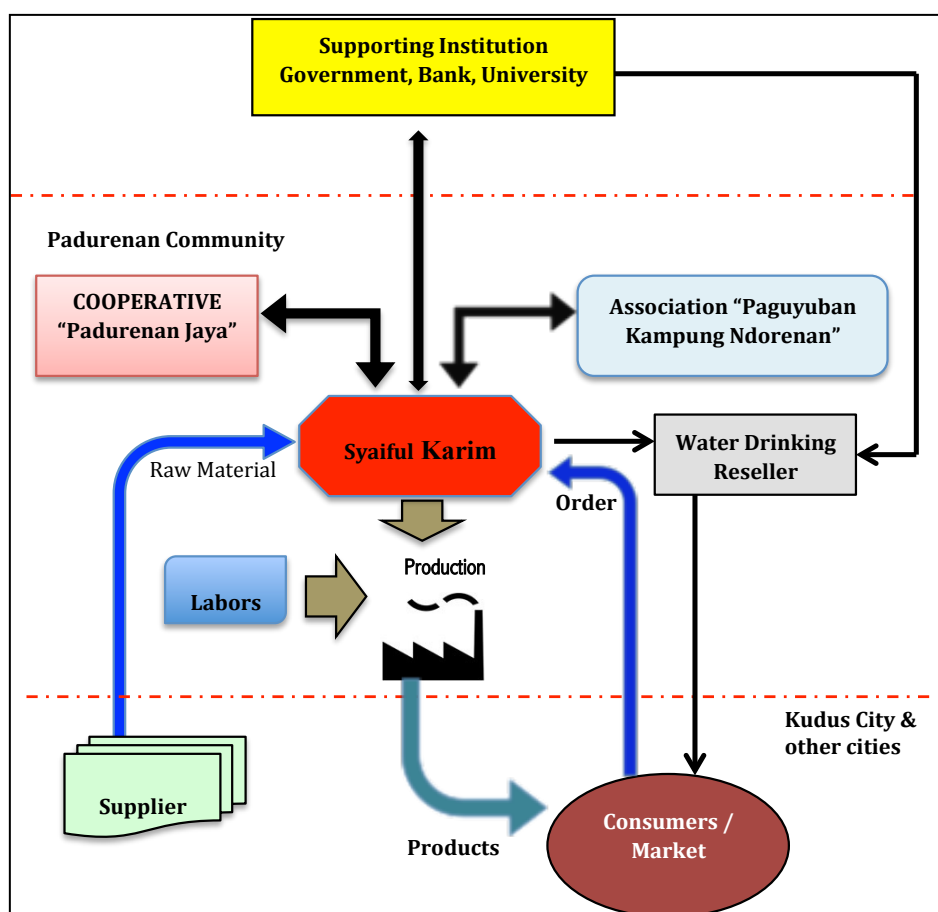 Supporting Institution
Government, Bank, University
Padurenan Community
COOPERATIVE
“Padurenan Jaya”
Association “Paguyuban
Kampung Ndorenan”
Syaiful Karim
Water Drinking
Reseller
Raw Material
Order
Production
Labors
Kudus City &
other cities
Supplier
Products
Consumers /
Market